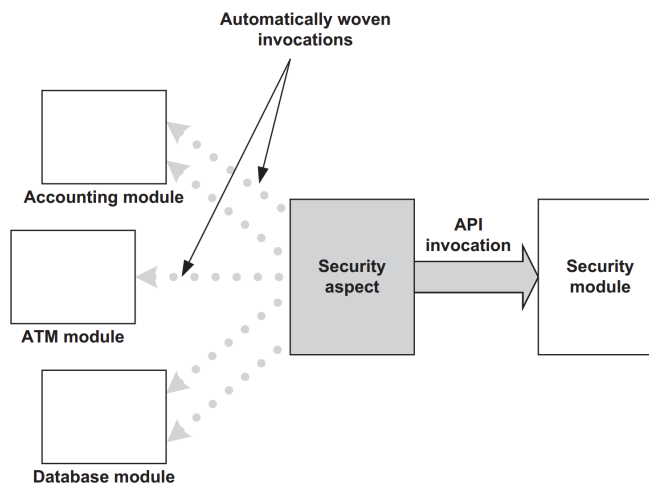 Automatically woven
invocations
Accounting module
API
invocation
Security
aspect
Security
module
ATM module
Database module